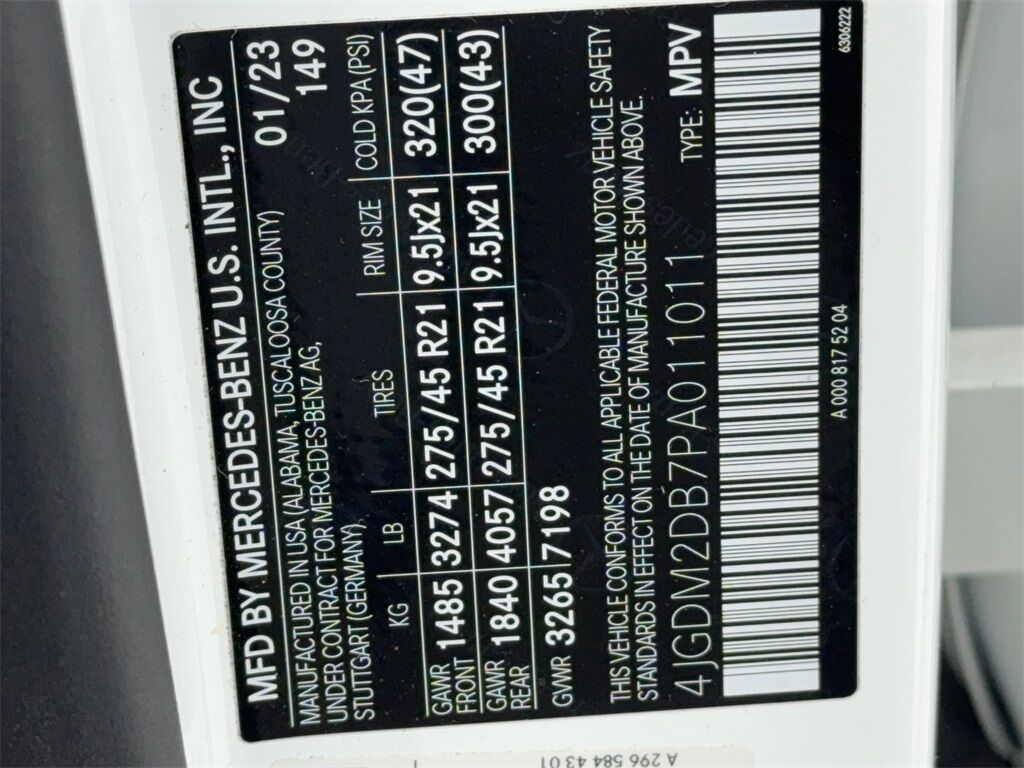 MFD BY MERCEDES-BENZ U.S. INTL., INC
MANUFACTURED IN USA (ALABAMA, TUSCALOOSA COUNTY) 01/23
UNDER CONTRACT FOR MERCEDES-BENZ AG, 149
STUTTGART (GERMANY),
KG LB TIRES RIM SIZE COLD KPA (PSI)
GAWR FRONT 1485 3274 275/45 R21 9.5Jx21 320(47)
GAWR REAR 1840 4057 275/45 R21 9.5Jx21 300(43)
GVWR 3265 7198
THIS VEHICLE CONFORMS TO ALL APPLICABLE FEDERAL MOTOR VEHICLE SAFETY
STANDARDS IN EFFECT ON THE DATE OF MANUFACTURE SHOWN ABOVE.
4JGDM2DB7PA011011 TYPE: MPV
A 000 817 52 04 6306222
A 296 584 43 01